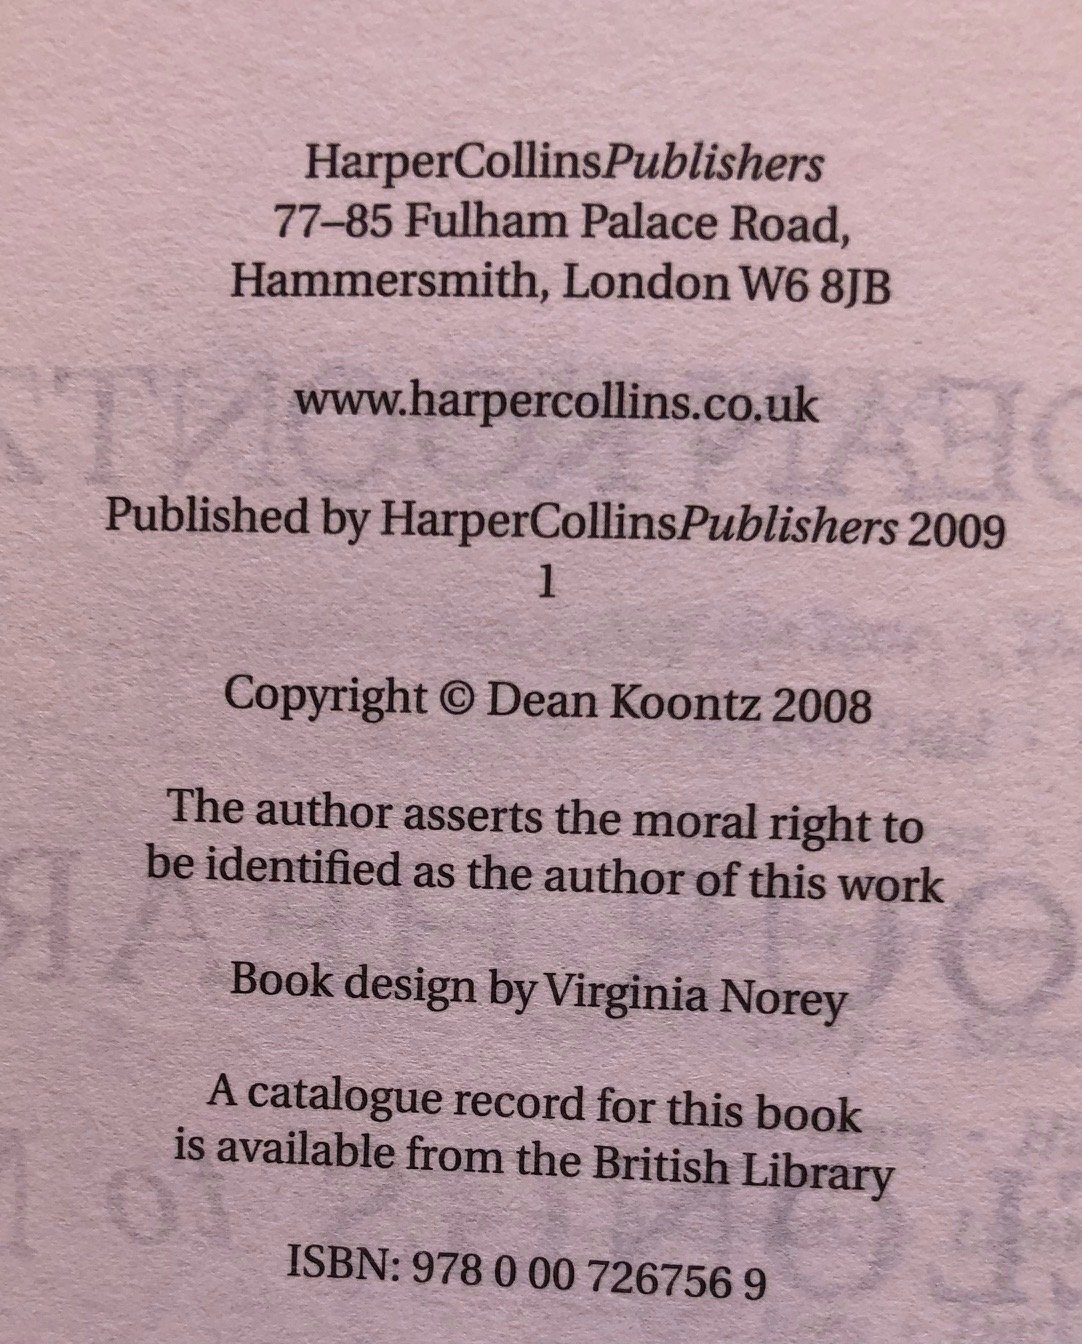 HarperCollinsPublishers
77–85 Fulham Palace Road,
Hammersmith, London W6 8JB
www.harpercollins.co.uk
Published by HarperCollinsPublishers 2009
1
Copyright © Dean Koontz 2008
The author asserts the moral right to
be identified as the author of this work
Book design by Virginia Norey
A catalogue record for this book
is available from the British Library
ISBN: 978 0 00 726756 9